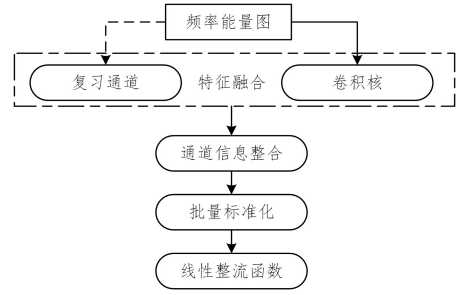 频率能量图
复习通道
特征融合
卷积核
通道信息整合
批量标准化
线性整流函数